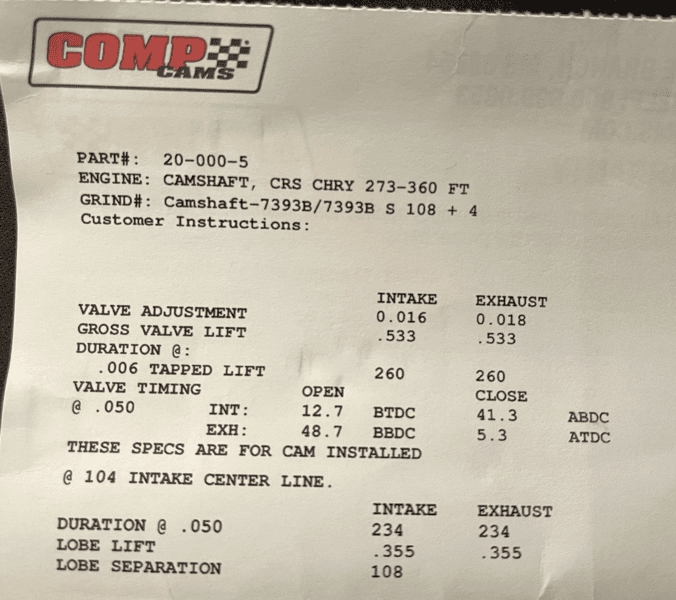 COMP
CAMS
PART#: 20-000-5
ENGINE: CAMSHAFT, CRS CHRY 273-360 FT
GRIND#: Camshaft-7393B/7393B S 108 + 4
Customer Instructions:
INTAKE EXHAUST
VALVE ADJUSTMENT 0.016 0.018
GROSS VALVE LIFT .533 .533
DURATION @:
.006 TAPPED LIFT 260 260
VALVE TIMING OPEN CLOSE
@ .050 INT: 12.7 BTDC 41.3 ABDC
EXH: 48.7 BBDC 5.3 ATDC
THESE SPECS ARE FOR CAM INSTALLED
@ 104 INTAKE CENTER LINE.
INTAKE EXHAUST
DURATION @ .050 234 234
LOBE LIFT .355 .355
LOBE SEPARATION 108